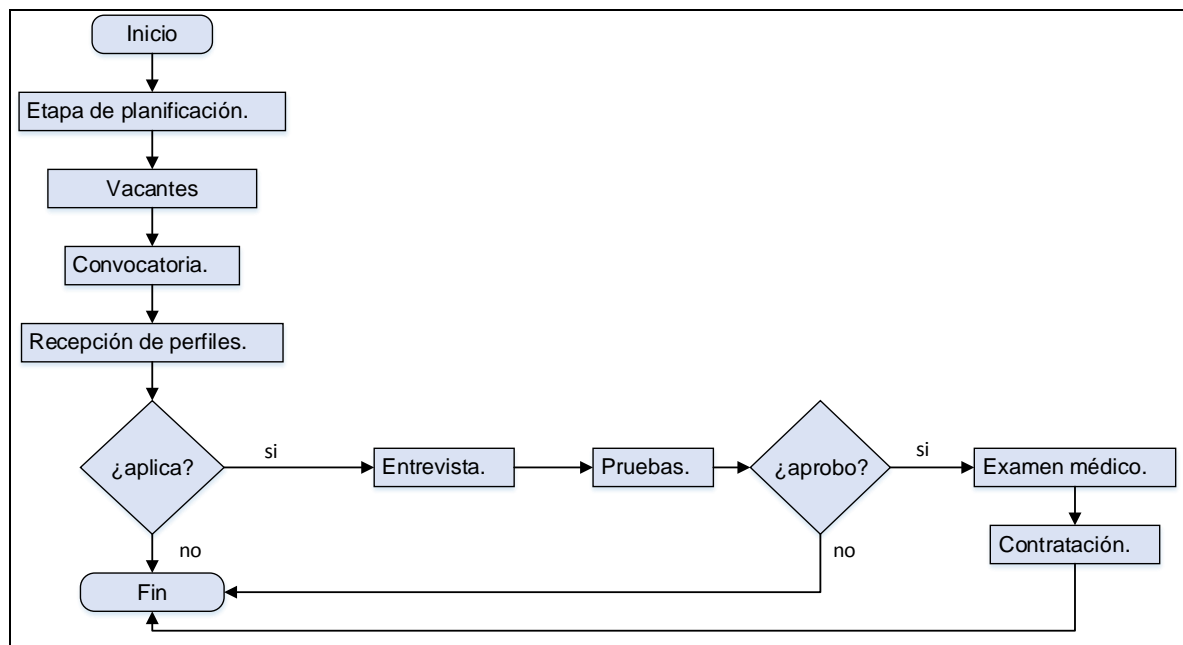 Inicio
Etapa de planificación.
Vacantes
Convocatoria.
Recepción de perfiles.
¿aplica?
si
Entrevista.
Pruebas.
¿aprobo?
si
Examen médico.
Contratación.
no
no
Fin